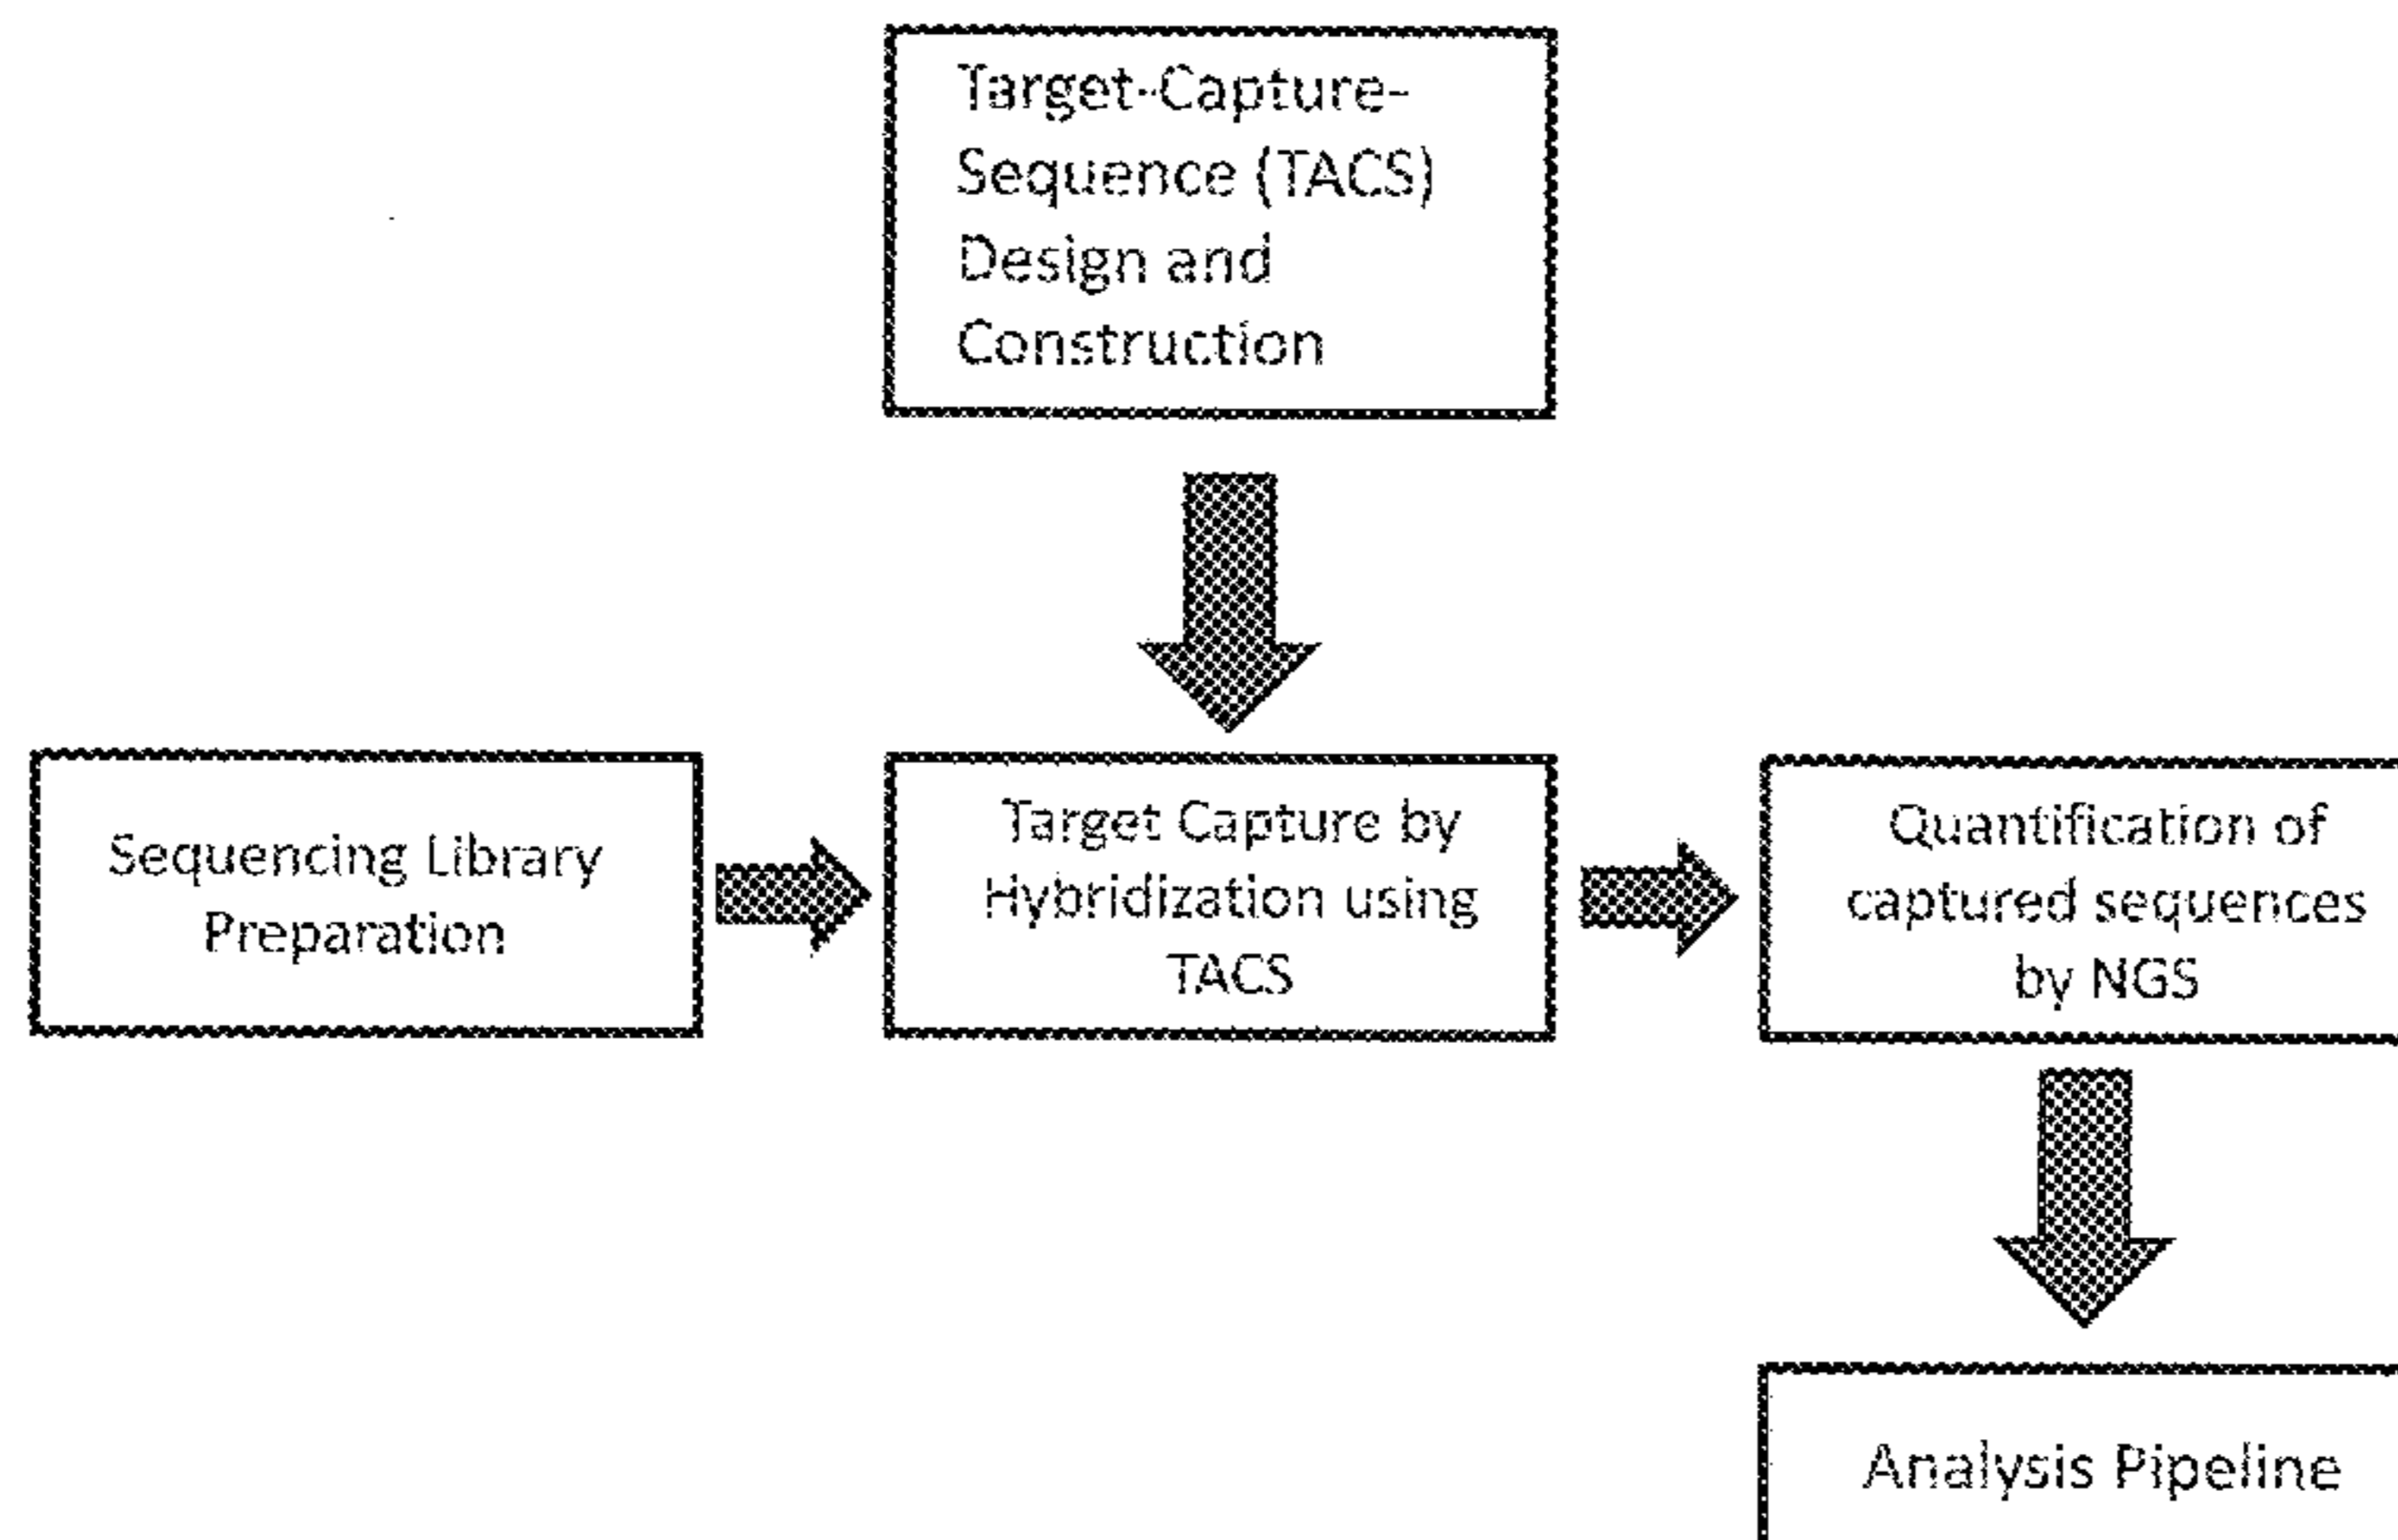 Target-Capture-
Sequence (TACS)
Design and
Construction
Sequencing Library
Preparation
Target Capture by
Hybridization using
TACS
Quantification of
captured sequences
by NGS
Analysis Pipeline